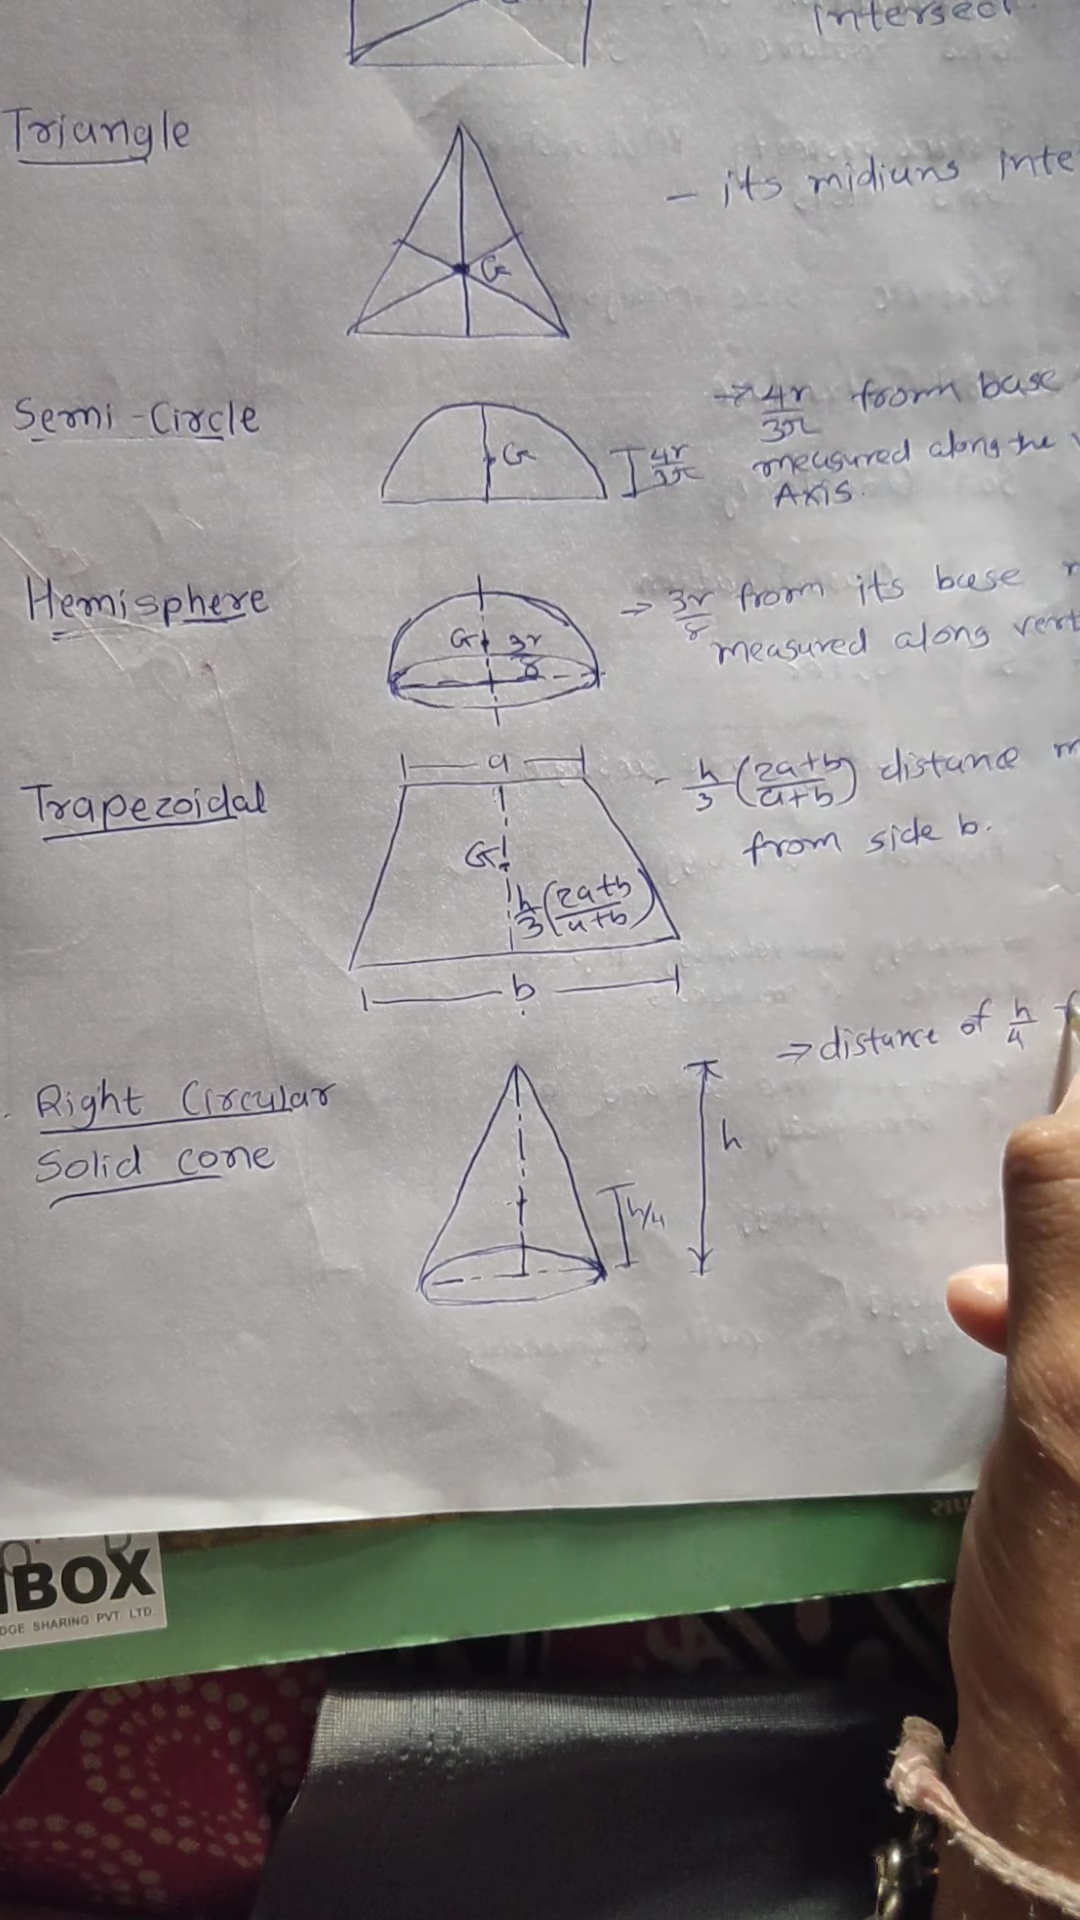 intersect
Triangle
- its midiuns inte
G
Semi-Circle
→ 4r/3π from base
measured along the
Axis.
G
4r/3π
Hemisphere
→ 3r/8 from its base
measured along vert
G 3r/8
Trapezoidal
a
- h/3 (2a+b/a+b) distance m
from side b.
G
h/3 (2a+b/a+b)
b
→ distance of h/4 f
Right Circular
Solid cone
h
h/4
BOX
DGE SHARING PVT. LTD.